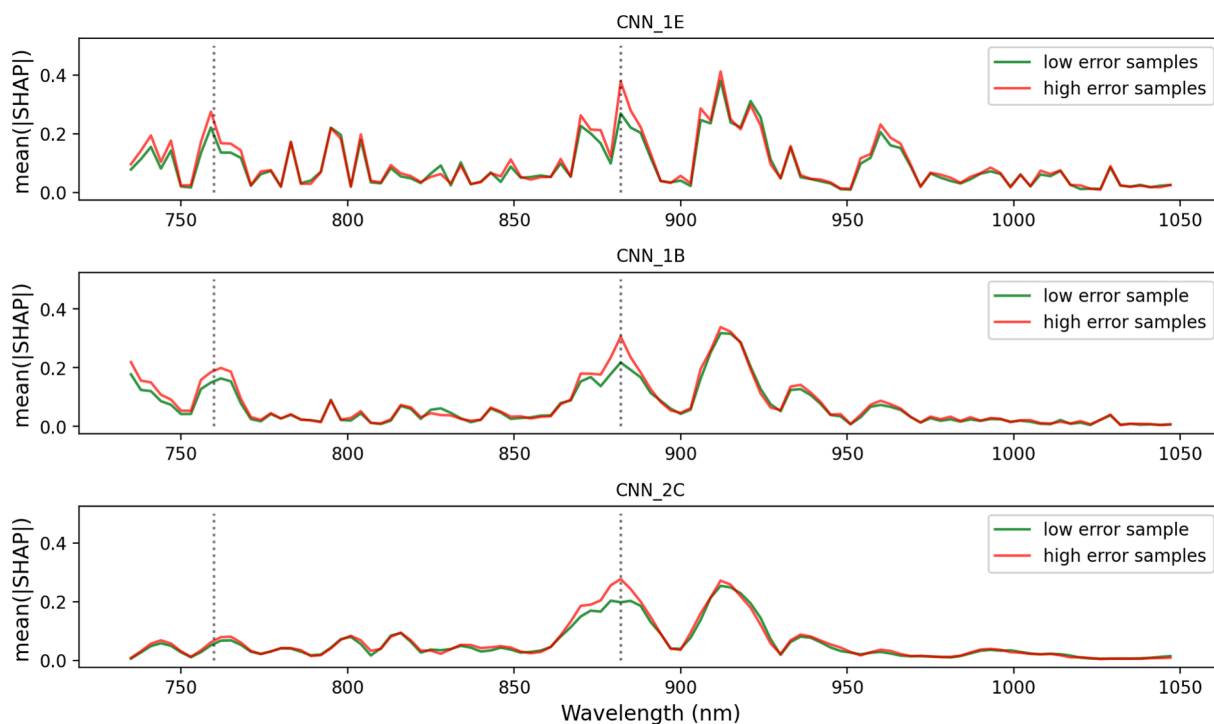 CNN_1E
mean(|SHAP|)
0.4
0.2
0.0
low error samples
high error samples
750 800 850 900 950 1000 1050
CNN_1B
mean(|SHAP|)
0.4
0.2
0.0
low error sample
high error samples
750 800 850 900 950 1000 1050
CNN_2C
mean(|SHAP|)
0.4
0.2
0.0
low error sample
high error samples
750 800 850 900 950 1000 1050
Wavelength (nm)